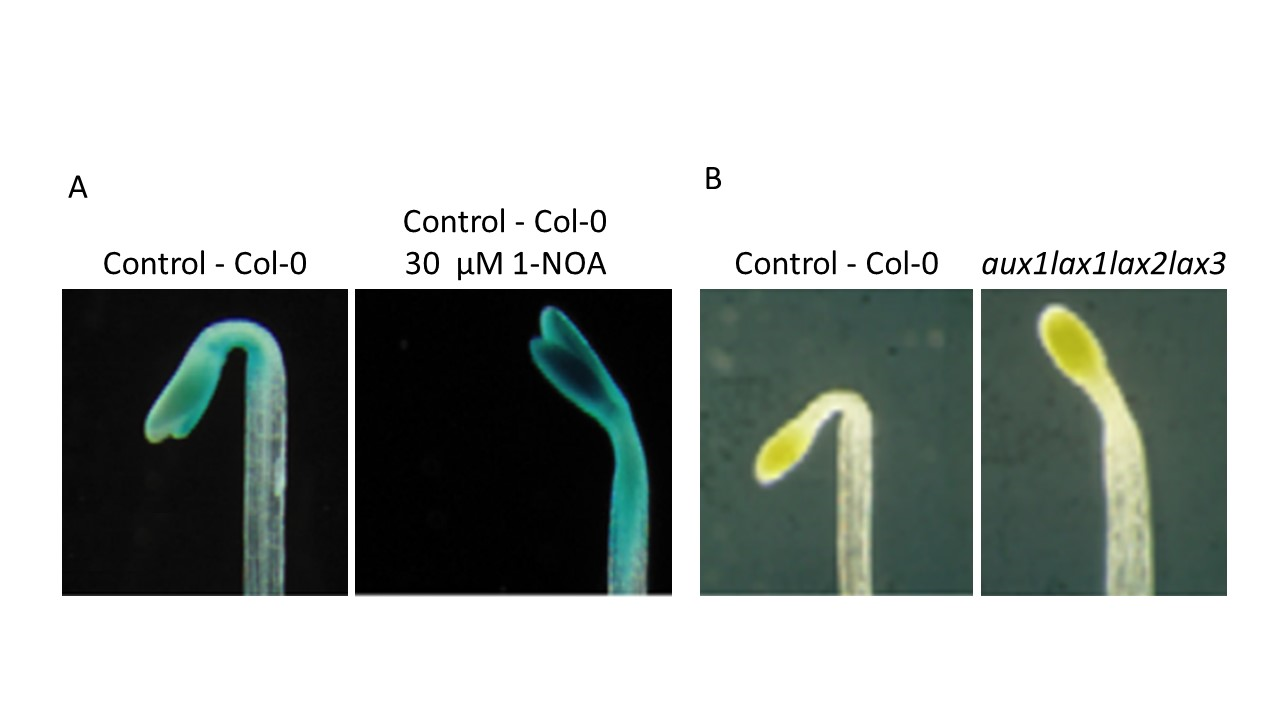 A
Control - Col-0
Control - Col-0
30 µM 1-NOA
B
Control - Col-0
aux1lax1lax2lax3